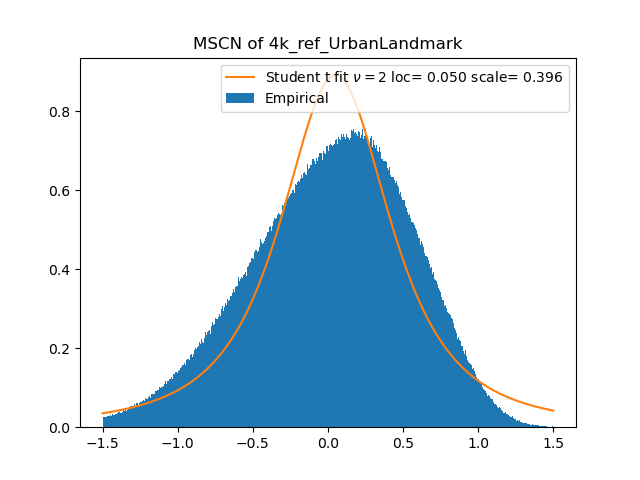 MSCN of 4k_ref_UrbanLandmark
Student t fit ν = 2 loc= 0.050 scale= 0.396
Empirical
0.8
0.6
0.4
0.2
0.0
−1.5 −1.0 −0.5 0.0 0.5 1.0 1.5